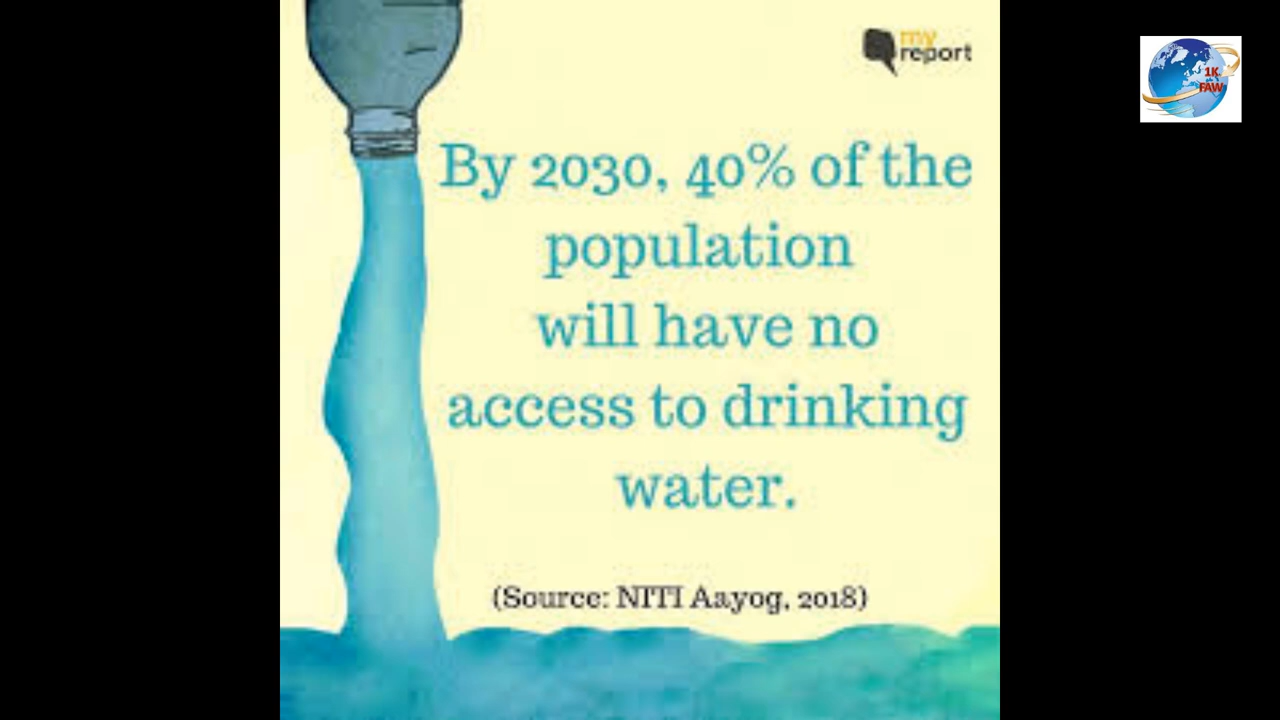 my
report
1K
FAW
By 2030, 40% of the
population
will have no
access to drinking
water.
(Source: NITI Aayog, 2018)